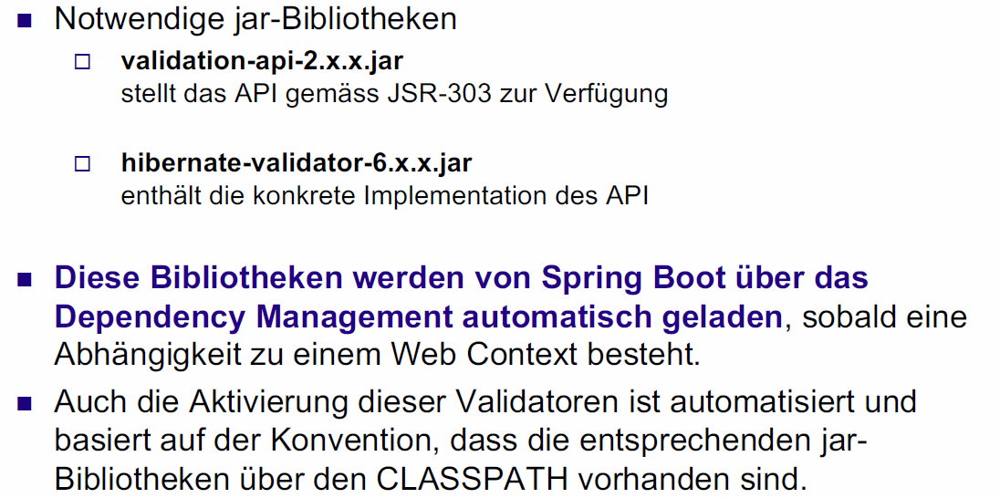 Notwendige jar-Bibliotheken
validation-api-2.x.x.jar
stellt das API gemäss JSR-303 zur Verfügung
hibernate-validator-6.x.x.jar
enthält die konkrete Implementation des API
Diese Bibliotheken werden von Spring Boot über das
Dependency Management automatisch geladen, sobald eine
Abhängigkeit zu einem Web Context besteht.
Auch die Aktivierung dieser Validatoren ist automatisiert und
basiert auf der Konvention, dass die entsprechenden jar-
Bibliotheken über den CLASSPATH vorhanden sind.